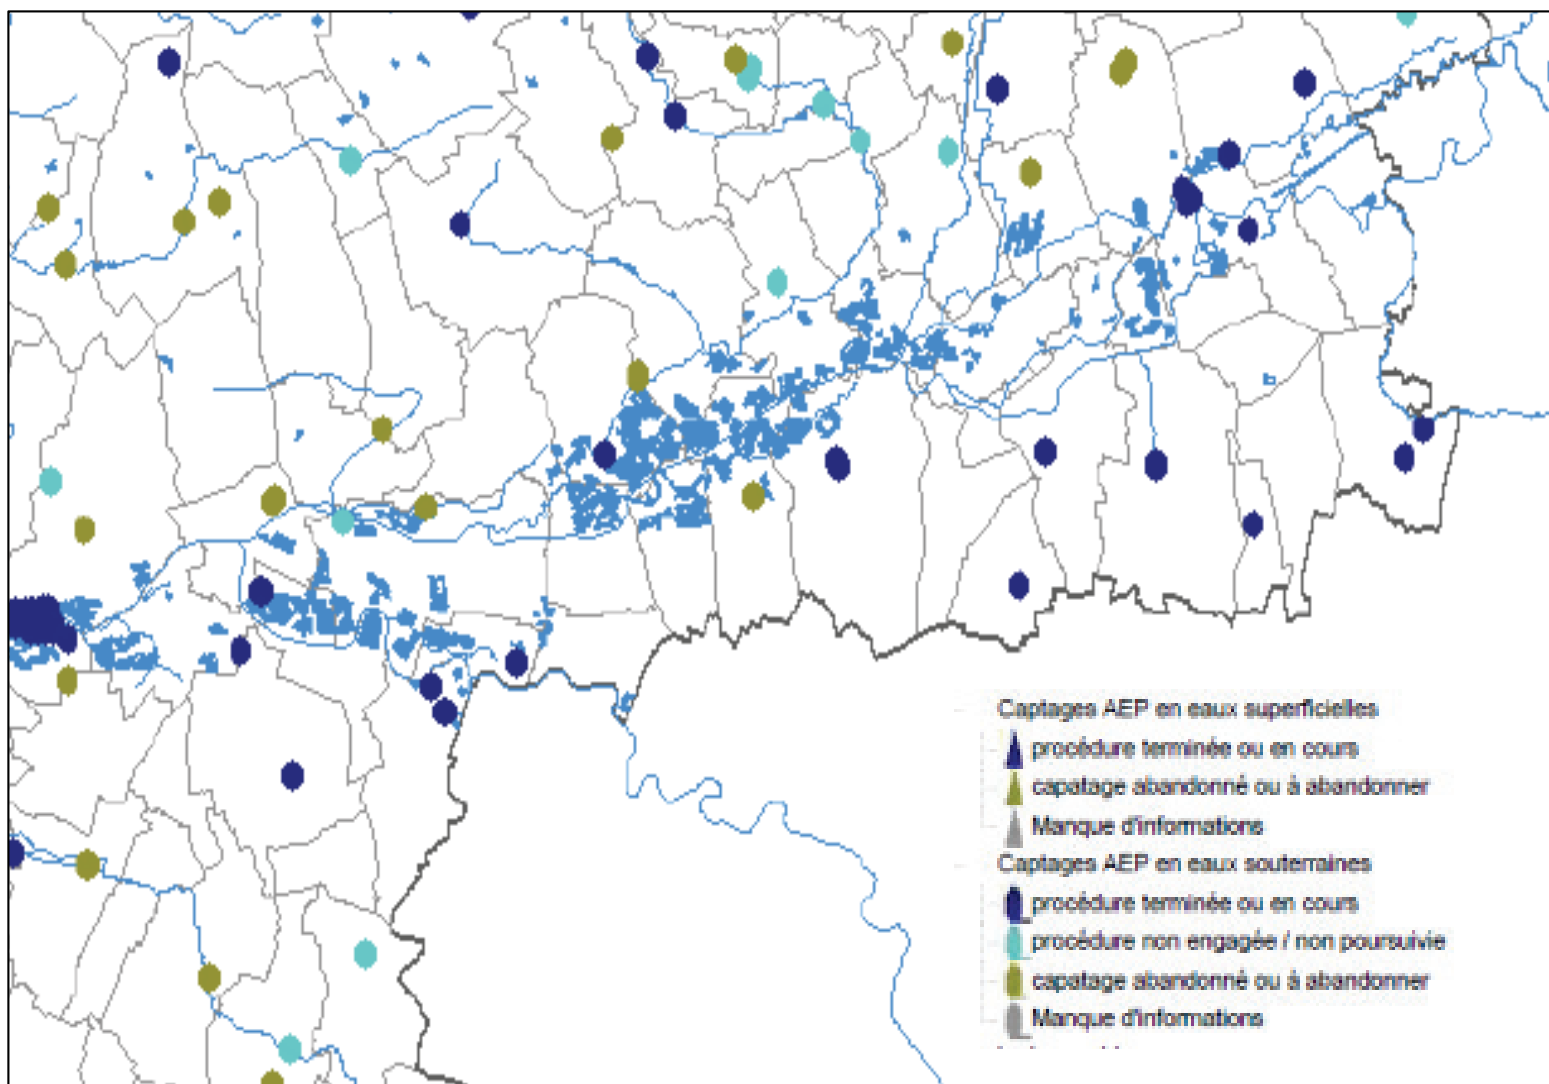 Captages AEP en eaux superficielles
procédure terminée ou en cours
capatage abandonné ou à abandonner
Manque d'informations
Captages AEP en eaux souterraines
procédure terminée ou en cours
procédure non engagée / non poursuivie
capatage abandonné ou à abandonner
Manque d'informations